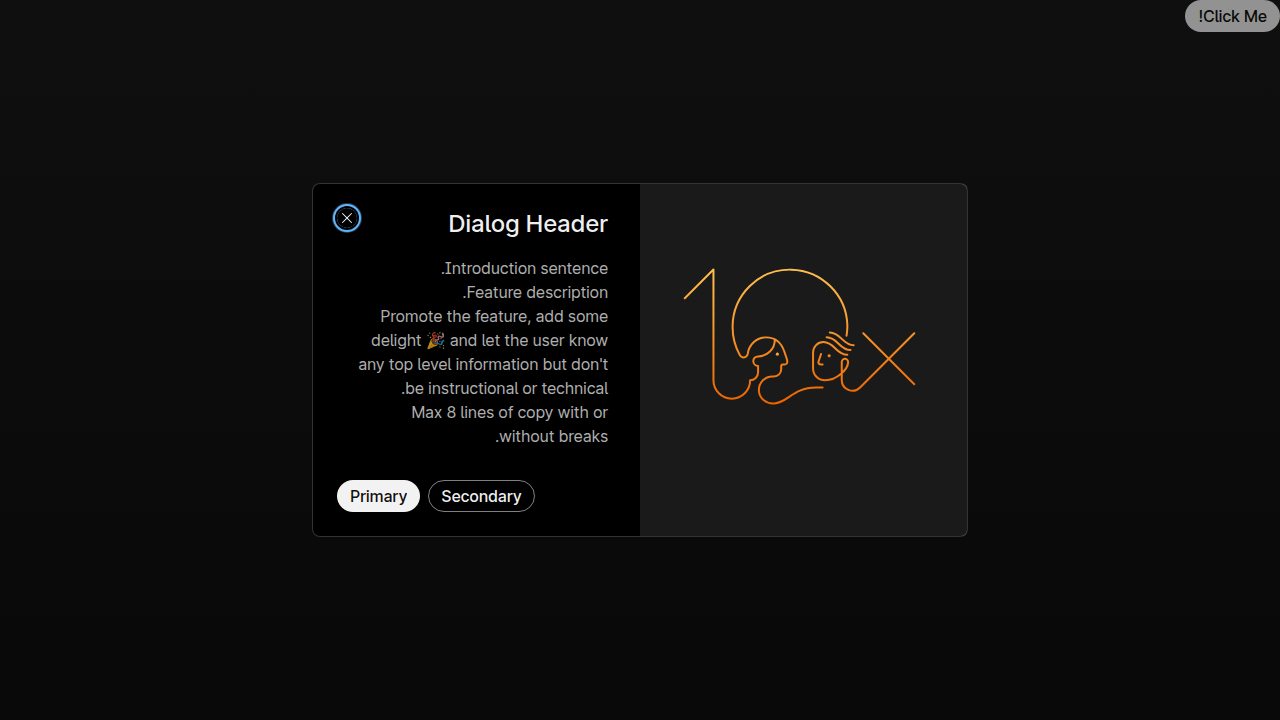 !Click Me
Dialog Header
.Introduction sentence
.Feature description
Promote the feature, add some
delight 🎉 and let the user know
any top level information but don't
.be instructional or technical
Max 8 lines of copy with or
.without breaks
Primary
Secondary
10x